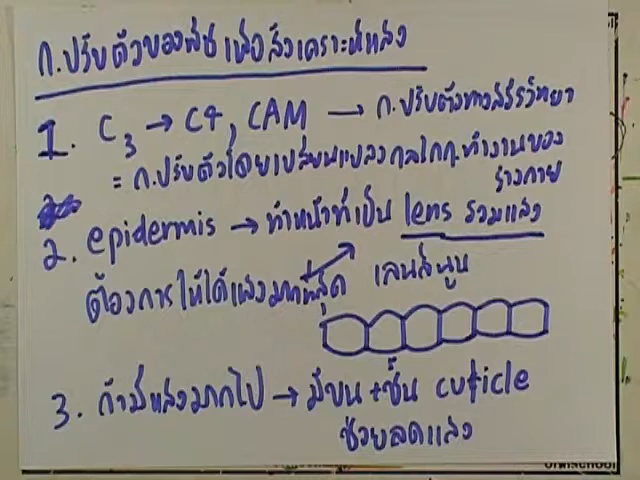 ก.ปรับตัวของพืชเพื่อสังเคราะห์แสง
1. C3 → C4, CAM → ก.ปรับตัวทางสรีรวิทยา
= ก.ปรับตัวโดยเปลี่ยนแปลงกลไกก.ทำงานของ
ร่างกาย
2. epidermis → ทำหน้าที่เป็น lens รวมแสง
ต้องการให้ได้แสงมากที่สุด เลนส์นูน
3. ถ้ามีแสงมากไป → มีขน + ชั้น cuticle
ช่วยลดแสง